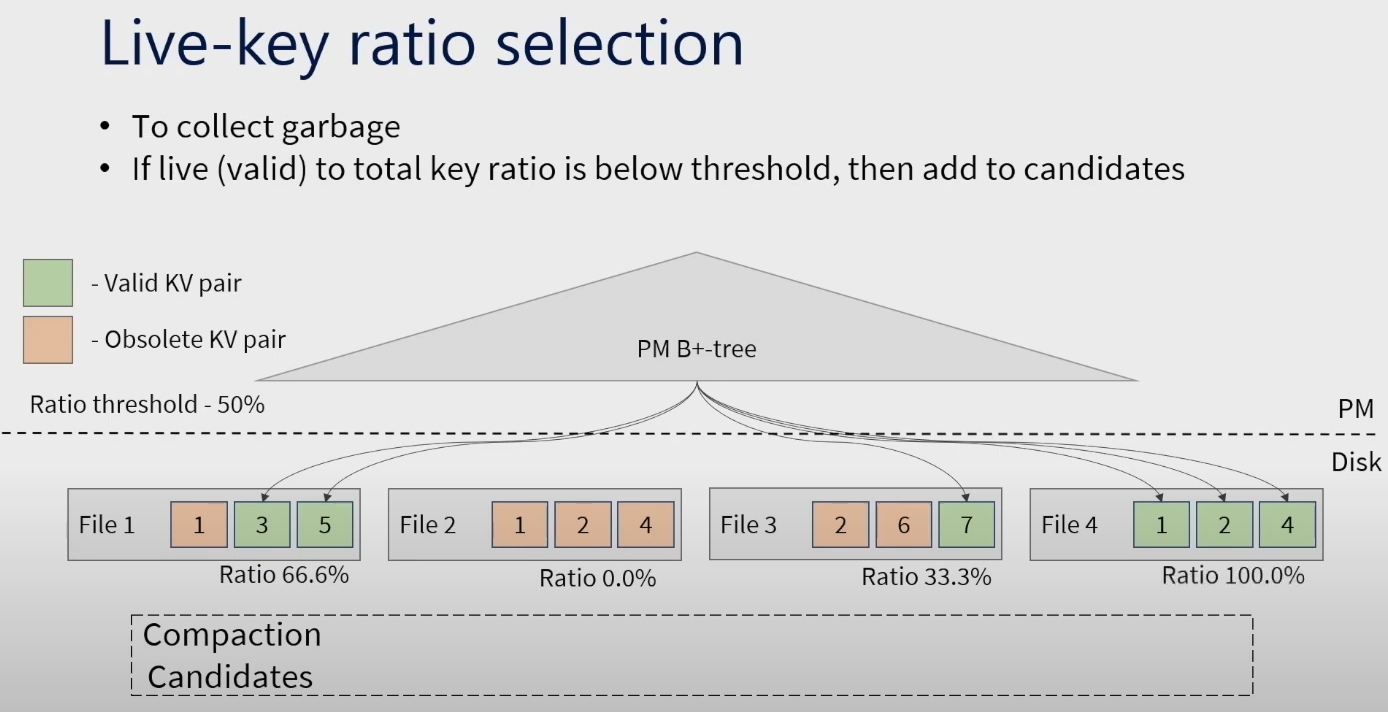 Live-key ratio selection
• To collect garbage
• If live (valid) to total key ratio is below threshold, then add to candidates
- Valid KV pair
- Obsolete KV pair
PM B+-tree
Ratio threshold - 50%
PM
Disk
File 1 1 3 5
File 2 1 2 4
File 3 2 6 7
File 4 1 2 4
Ratio 66.6%
Ratio 0.0%
Ratio 33.3%
Ratio 100.0%
Compaction
Candidates